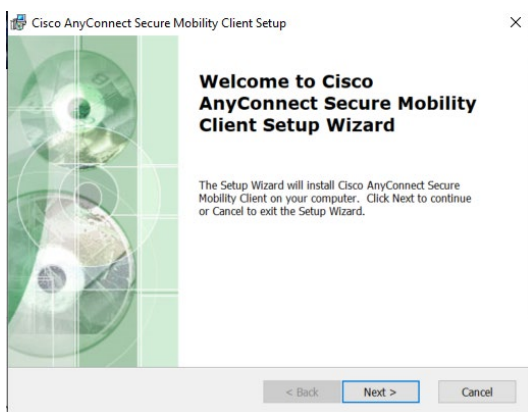 Cisco AnyConnect Secure Mobility Client Setup
Welcome to Cisco
AnyConnect Secure Mobility
Client Setup Wizard
The Setup Wizard will install Cisco AnyConnect Secure
Mobility Client on your computer. Click Next to continue
or Cancel to exit the Setup Wizard.
< Back Next > Cancel